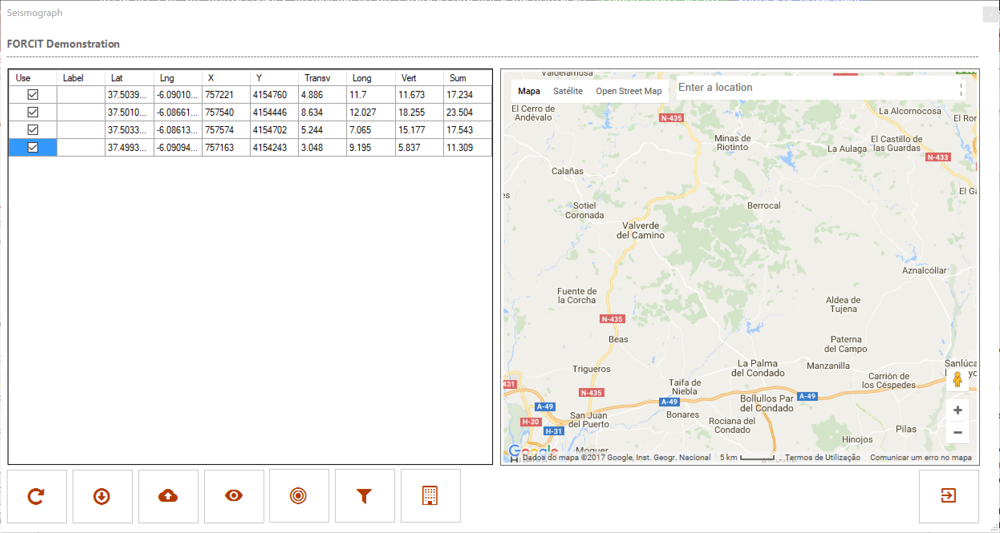 Seismograph
FORCIT Demonstration
Use Label Lat Lng X Y Transv Long Vert Sum
37.5039... -6.09010... 757221 4154760 4.886 11.7 11.673 17.234
37.5010... -6.08661... 757540 4154446 8.634 12.027 18.255 23.504
37.5033... -6.08613... 757574 4154702 5.244 7.065 15.177 17.543
37.4993... -6.09094... 757163 4154243 3.048 9.195 5.837 11.309
Valdelamusa
Mapa Satélite Open Street Map
Enter a location
El Cerro de
Andévalo
N-435
La Alcornocosa
El Ror
Minas de
Riotinto
El Castillo de
las Guardas
La Aulaga
N-433
Calañas
El Ga
es
Sotiel
Coronada
Berrocal
Valverde
del Camino
Aznalcóllar
Fuente de
la Corcha
Aldea de
Tujena
N-435
Beas
Paterna
del Campo
Trigueros
La Palma
del Condado
Manzanilla
Sanlúca
yo
Carrión de
los Céspedes
431
Taifa de
Niebla
N-435
A-49
A-49
Bollullos Par
del Condado
A-49
San Juan
del Puerto
Bonares
H-30
Rociana del
Condado
H-31
Pilas
Hinojos
Moguer
Google
Huelva
Dados do mapa ©2017 Google, Inst. Geogr. Nacional 5 km Termos de Utilização Comunicar um erro no mapa